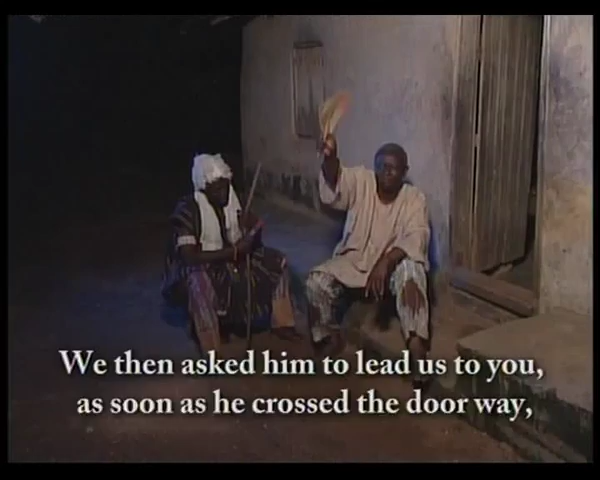 We then asked him to lead us to you,
as soon as he crossed the door way,